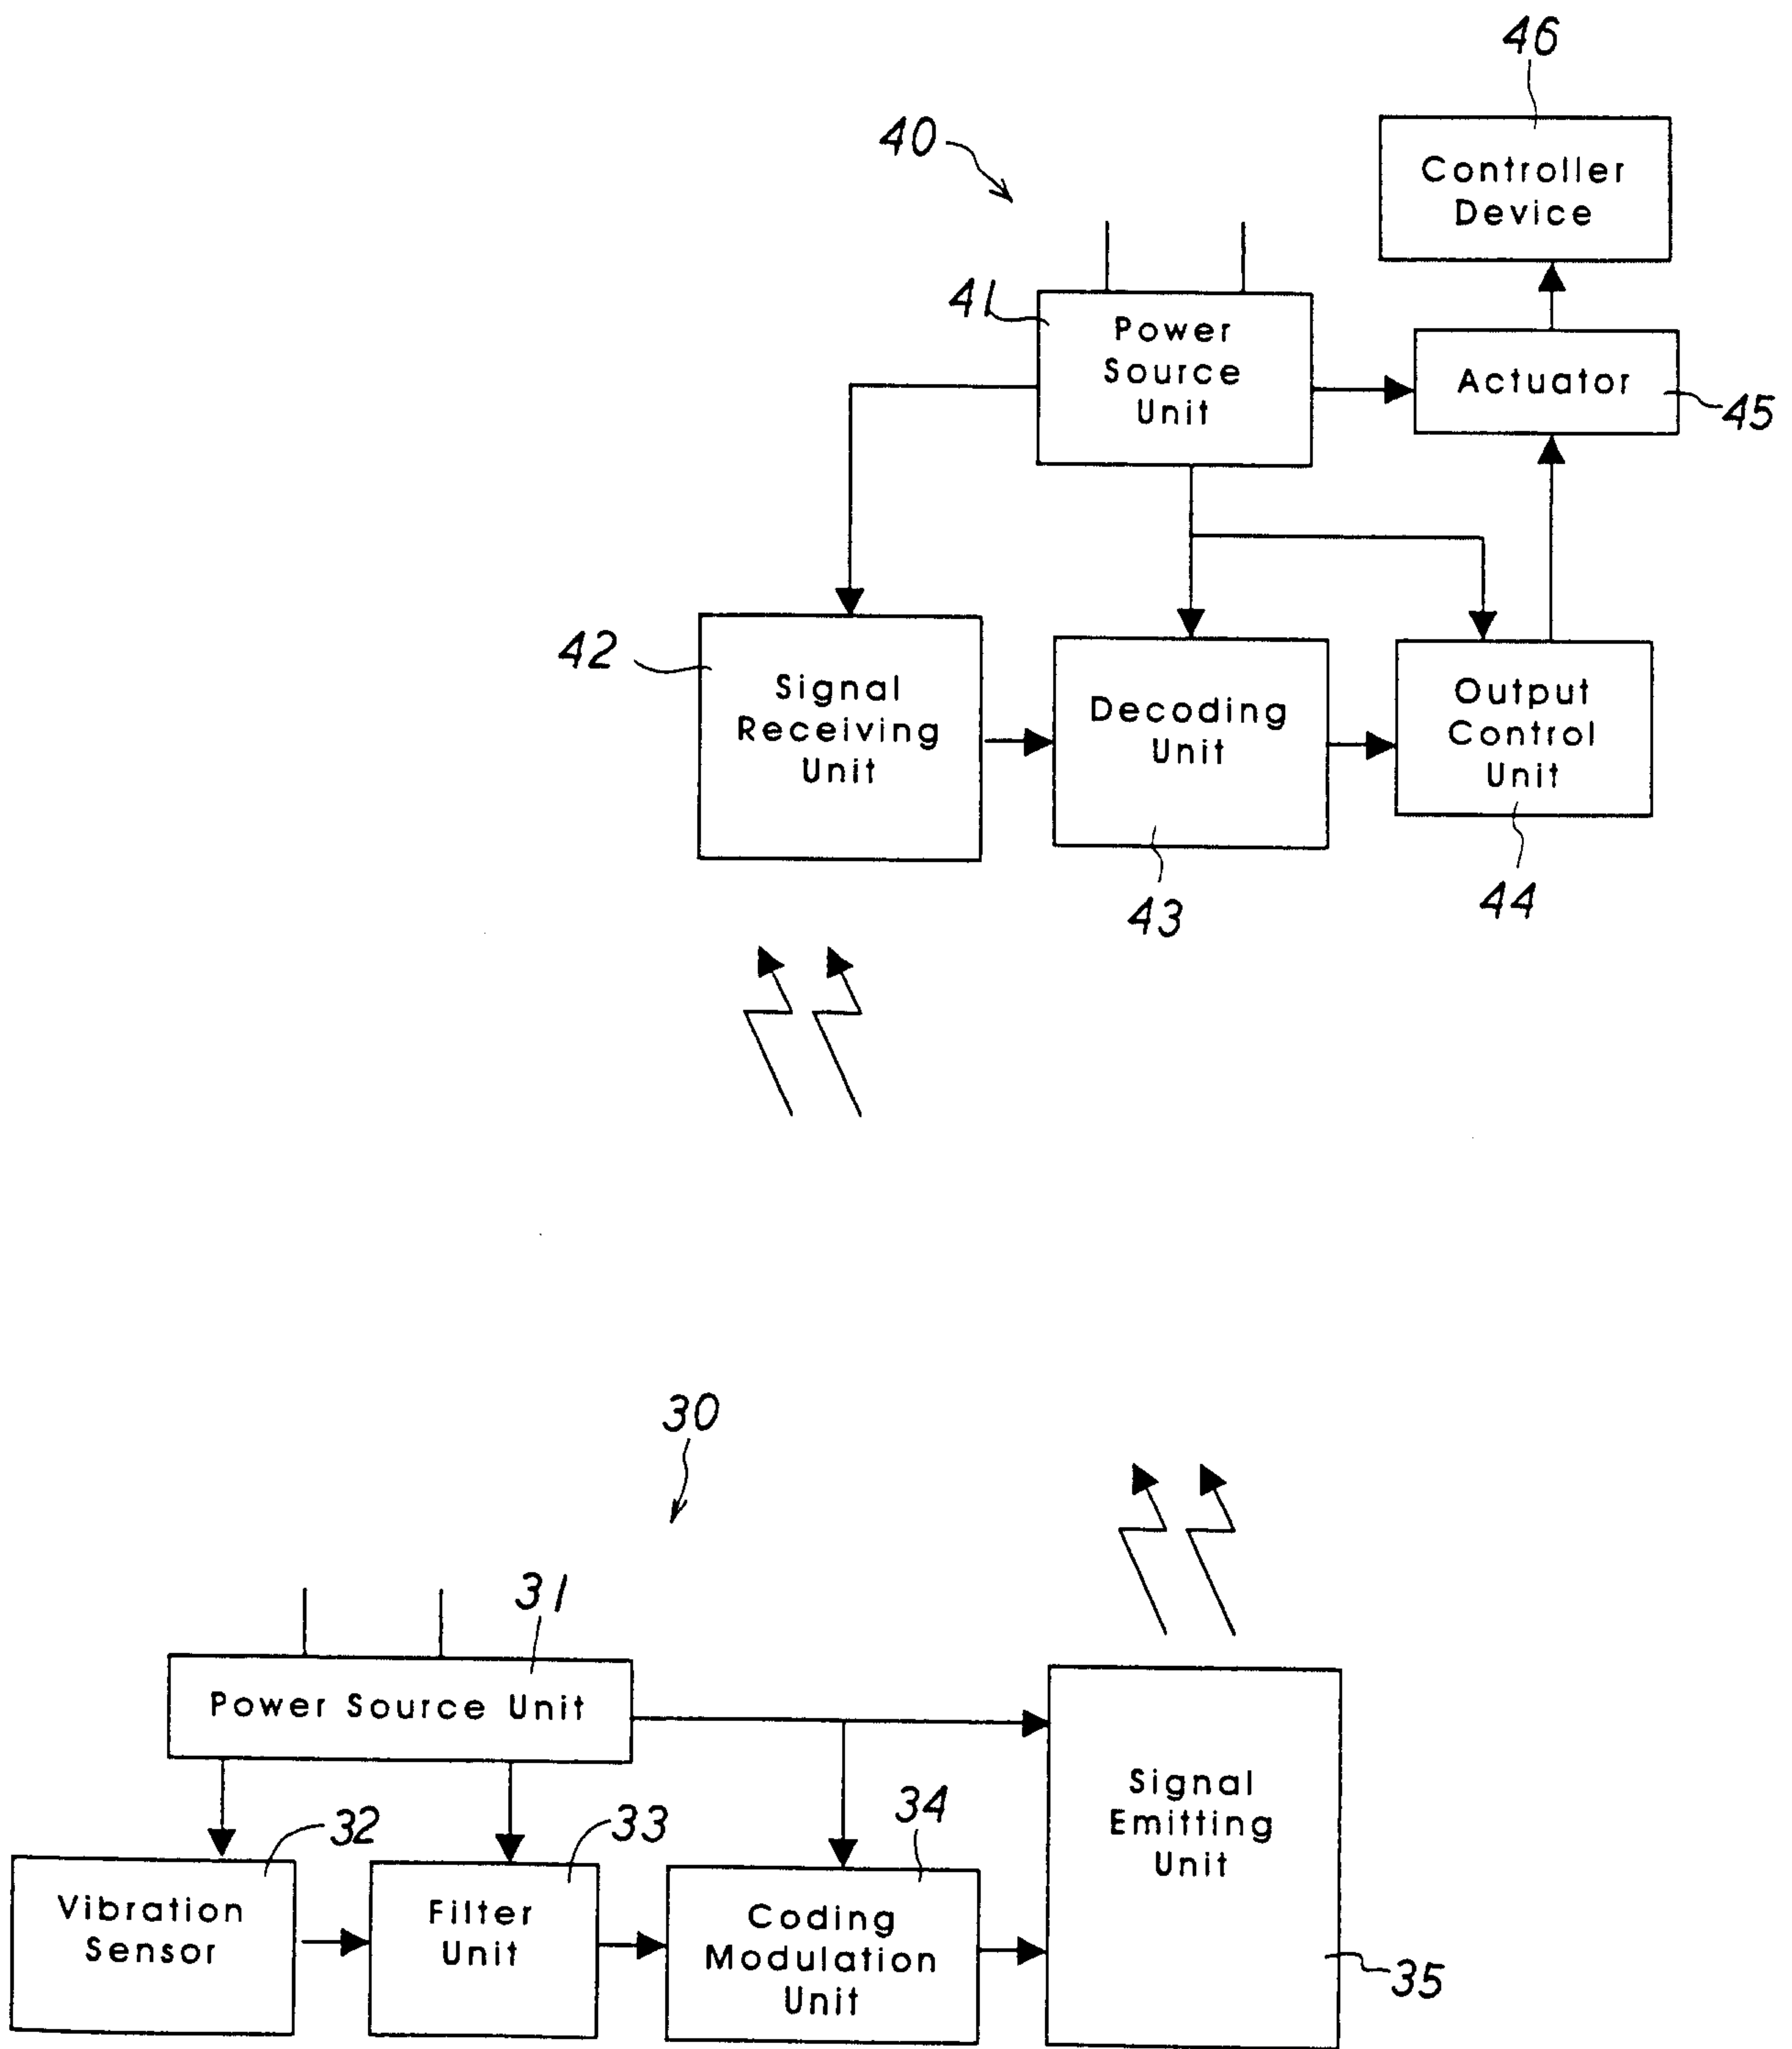 46
40
Controller
Device
41
Power
Source
Unit
Actuator
45
42
Signal
Receiving
Unit
Decoding
Unit
Output
Control
Unit
43
44
30
31
Power Source Unit
Signal
Emitting
Unit
32
33
34
Vibration
Sensor
Filter
Unit
Coding
Modulation
Unit
35